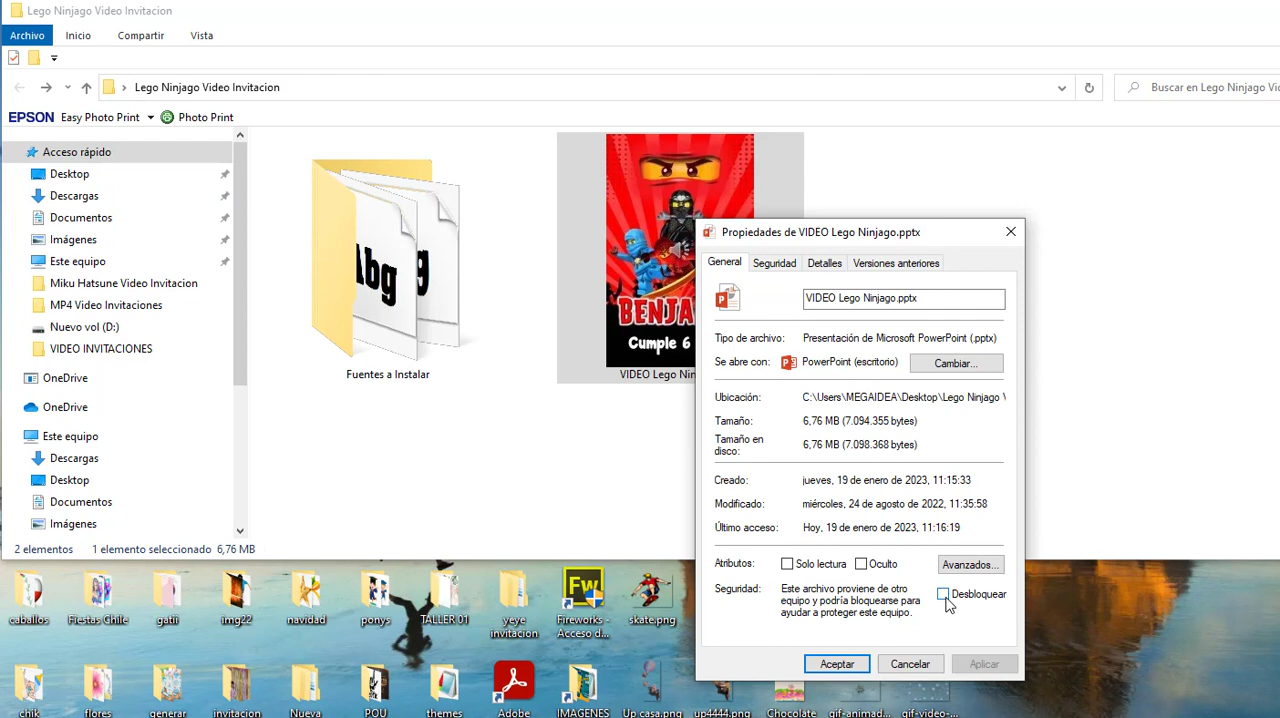 Lego Ninjago Video Invitacion
Archivo Inicio Compartir Vista
Lego Ninjago Video Invitacion
Buscar en Lego Ninjago
EPSON Easy Photo Print Photo Print
Acceso rápido
Desktop
Descargas
Documentos
Imágenes
Este equipo
Miku Hatsune Video Invitacion
MP4 Video Invitaciones
Nuevo vol (D:)
VIDEO INVITACIONES
OneDrive
OneDrive
Este equipo
Descargas
Desktop
Documentos
Imágenes
2 elementos 1 elemento seleccionado 6,76 MB
Abg
Fuentes a Instalar
Cumple 6
VIDEO Lego
Propiedades de VIDEO Lego Ninjago.pptx
General Seguridad Detalles Versiones anteriores
VIDEO Lego Ninjago.pptx
Tipo de archivo: Presentación de Microsoft PowerPoint (.pptx)
Se abre con: PowerPoint (escritorio) Cambiar...
Ubicación: C:\Users\MEGAIDEA\Desktop\Lego Ninjago V
Tamaño: 6,76 MB (7.094.355 bytes)
Tamaño en
disco: 6,76 MB (7.098.368 bytes)
Creado: jueves, 19 de enero de 2023, 11:15:33
Modificado: miércoles, 24 de agosto de 2022, 11:35:58
Último acceso: Hoy, 19 de enero de 2023, 11:16:19
Atributos: Solo lectura Oculto Avanzados...
Seguridad: Este archivo proviene de otro
equipo y podría bloquearse para
ayudar a proteger este equipo.
Desbloquear
Aceptar Cancelar Aplicar
caballos Fiestas Chile gatii img22 navidad ponys TALLER 01 yeye
invitacion Fireworks -
Acceso d... skate.png
Fw
chik flores generar invitacion Nueva POU themes Adobe IMAGENES Up casa.png up4444.png Chocolate gif-animad... gif-video-...